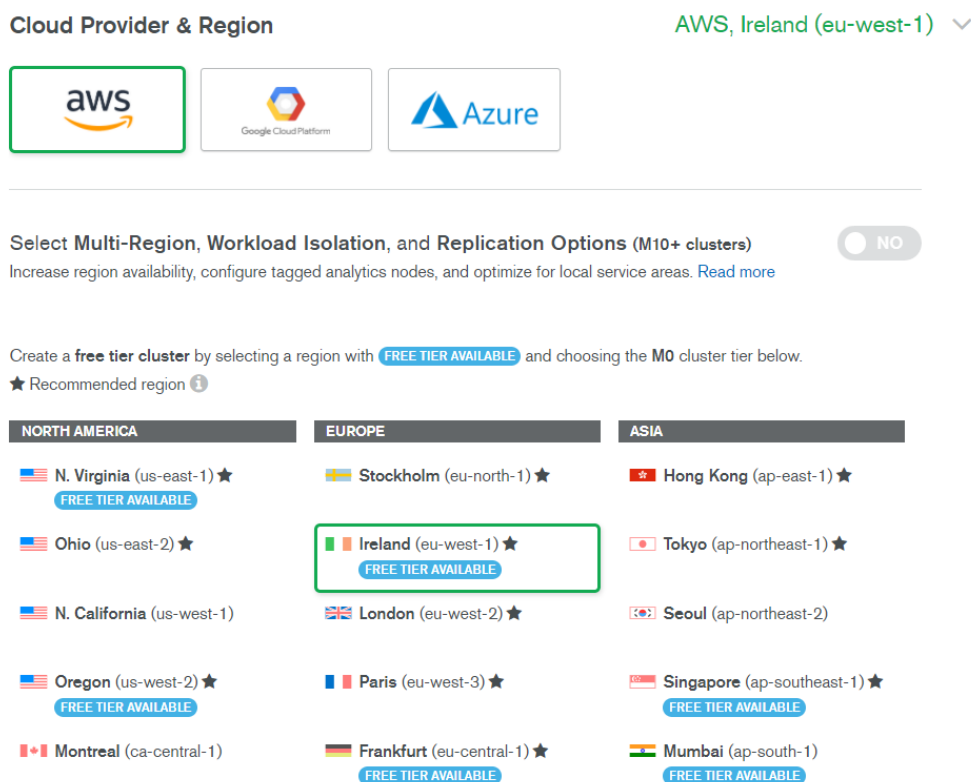 Cloud Provider & Region
AWS, Ireland (eu-west-1)
aws
Google Cloud Platform
Azure
Select Multi-Region, Workload Isolation, and Replication Options (M10+ clusters)
NO
Increase region availability, configure tagged analytics nodes, and optimize for local service areas. Read more
Create a free tier cluster by selecting a region with FREE TIER AVAILABLE and choosing the M0 cluster tier below.
★ Recommended region
NORTH AMERICA
N. Virginia (us-east-1) ★
FREE TIER AVAILABLE
Ohio (us-east-2) ★
N. California (us-west-1)
Oregon (us-west-2) ★
FREE TIER AVAILABLE
Montreal (ca-central-1)
EUROPE
Stockholm (eu-north-1) ★
Ireland (eu-west-1) ★
FREE TIER AVAILABLE
London (eu-west-2) ★
Paris (eu-west-3) ★
Frankfurt (eu-central-1) ★
FREE TIER AVAILABLE
ASIA
Hong Kong (ap-east-1) ★
Tokyo (ap-northeast-1) ★
Seoul (ap-northeast-2)
Singapore (ap-southeast-1) ★
FREE TIER AVAILABLE
Mumbai (ap-south-1)
FREE TIER AVAILABLE